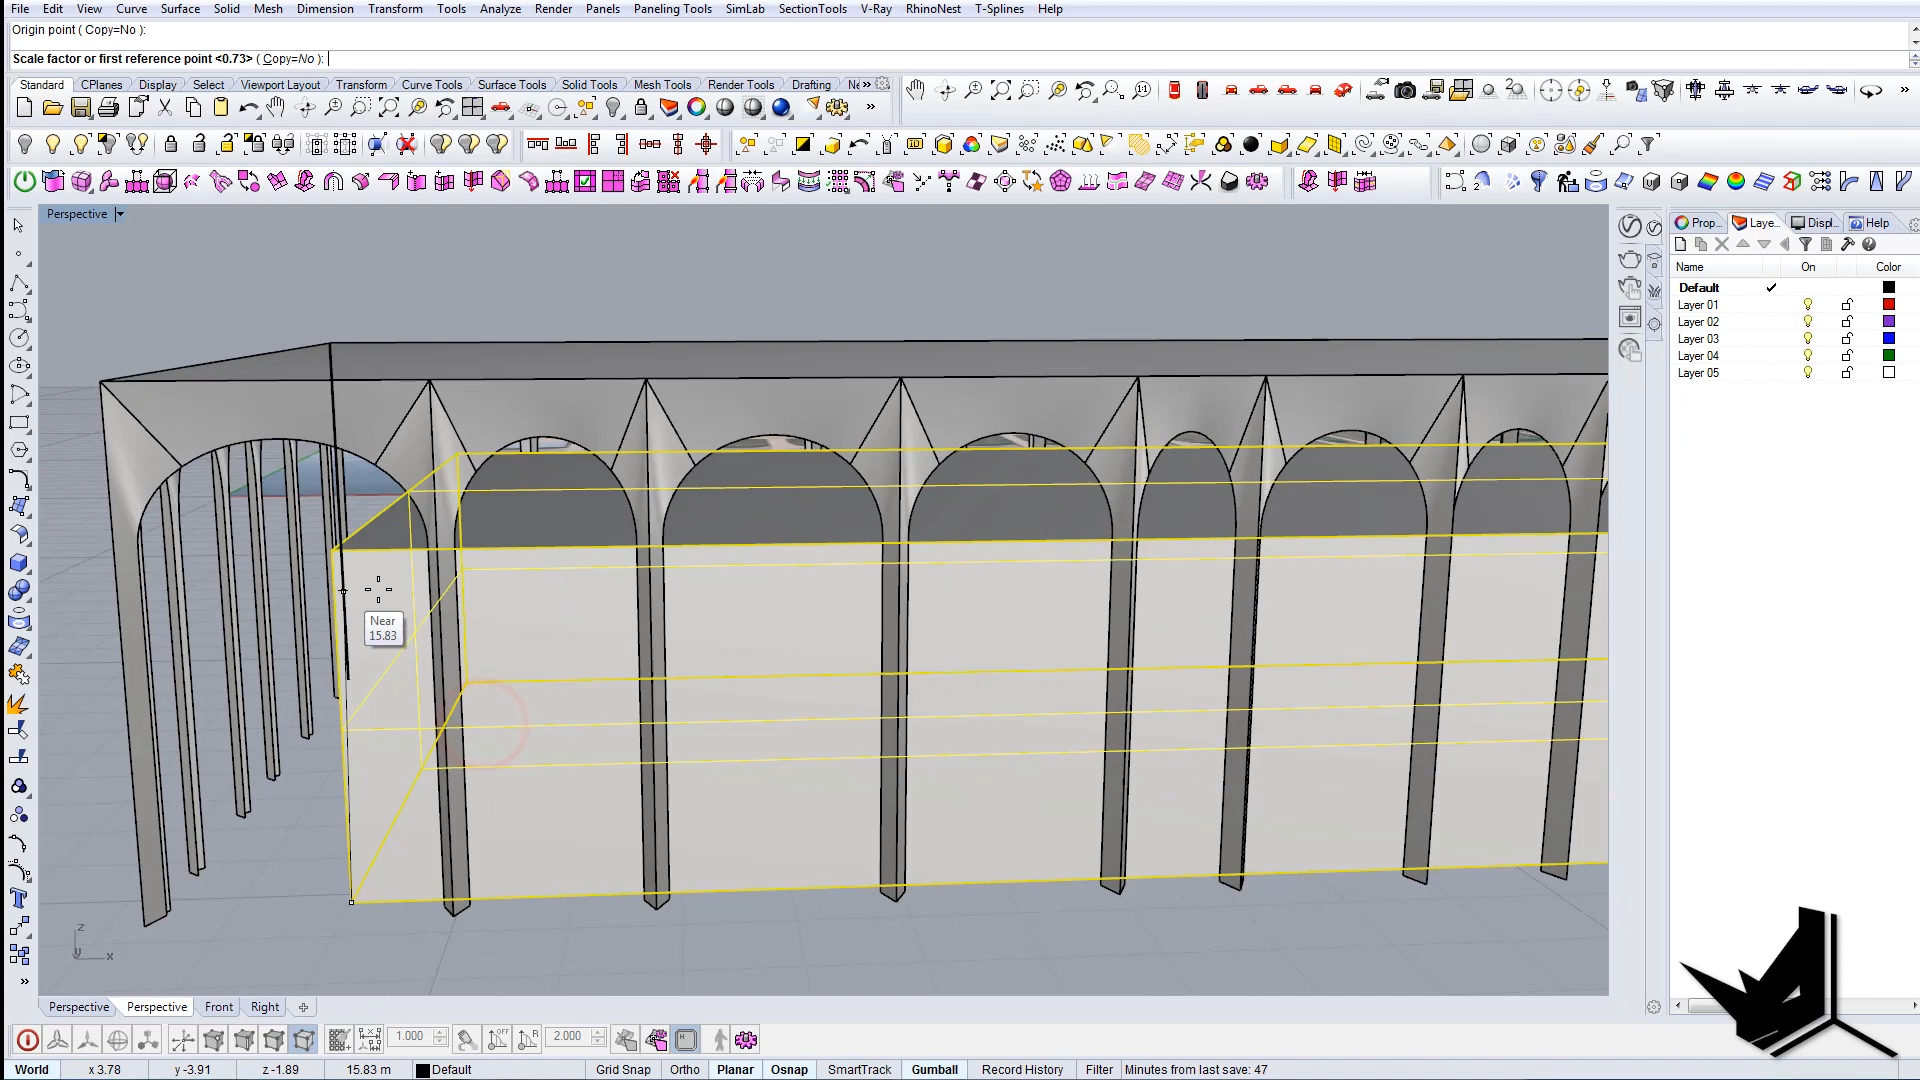 File Edit View Curve Surface Solid Mesh Dimension Transform Tools Analyze Render Panels Paneling Tools SimLab SectionTools V-Ray RhinoNest T-Splines Help
Origin point ( Copy=No ):
Scale factor or first reference point <0.73> ( Copy=No ):
Standard CPlanes Display Select Viewport Layout Transform Curve Tools Surface Tools Solid Tools Mesh Tools Render Tools Drafting Ne
Perspective
Prop... Laye... Displ... Help
Name On Color
Default
Layer 01
Layer 02
Layer 03
Layer 04
Layer 05
Near
15.83
z
y x
Perspective Perspective Front Right
1.000 OFF R 2.000 H
World x 3.78 y -3.91 z -1.89 15.83 m Default Grid Snap Ortho Planar Osnap SmartTrack Gumball Record History Filter Minutes from last save: 47